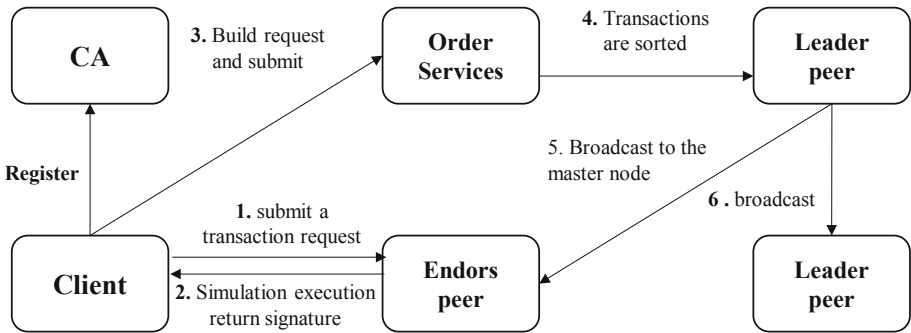 CA
3. Build request
and submit
Order
Services
4. Transactions
are sorted
Leader
peer
Register
5. Broadcast to the
master node
6 . broadcast
1. submit a
transaction request
Client
2. Simulation execution
return signature
Endors
peer
Leader
peer